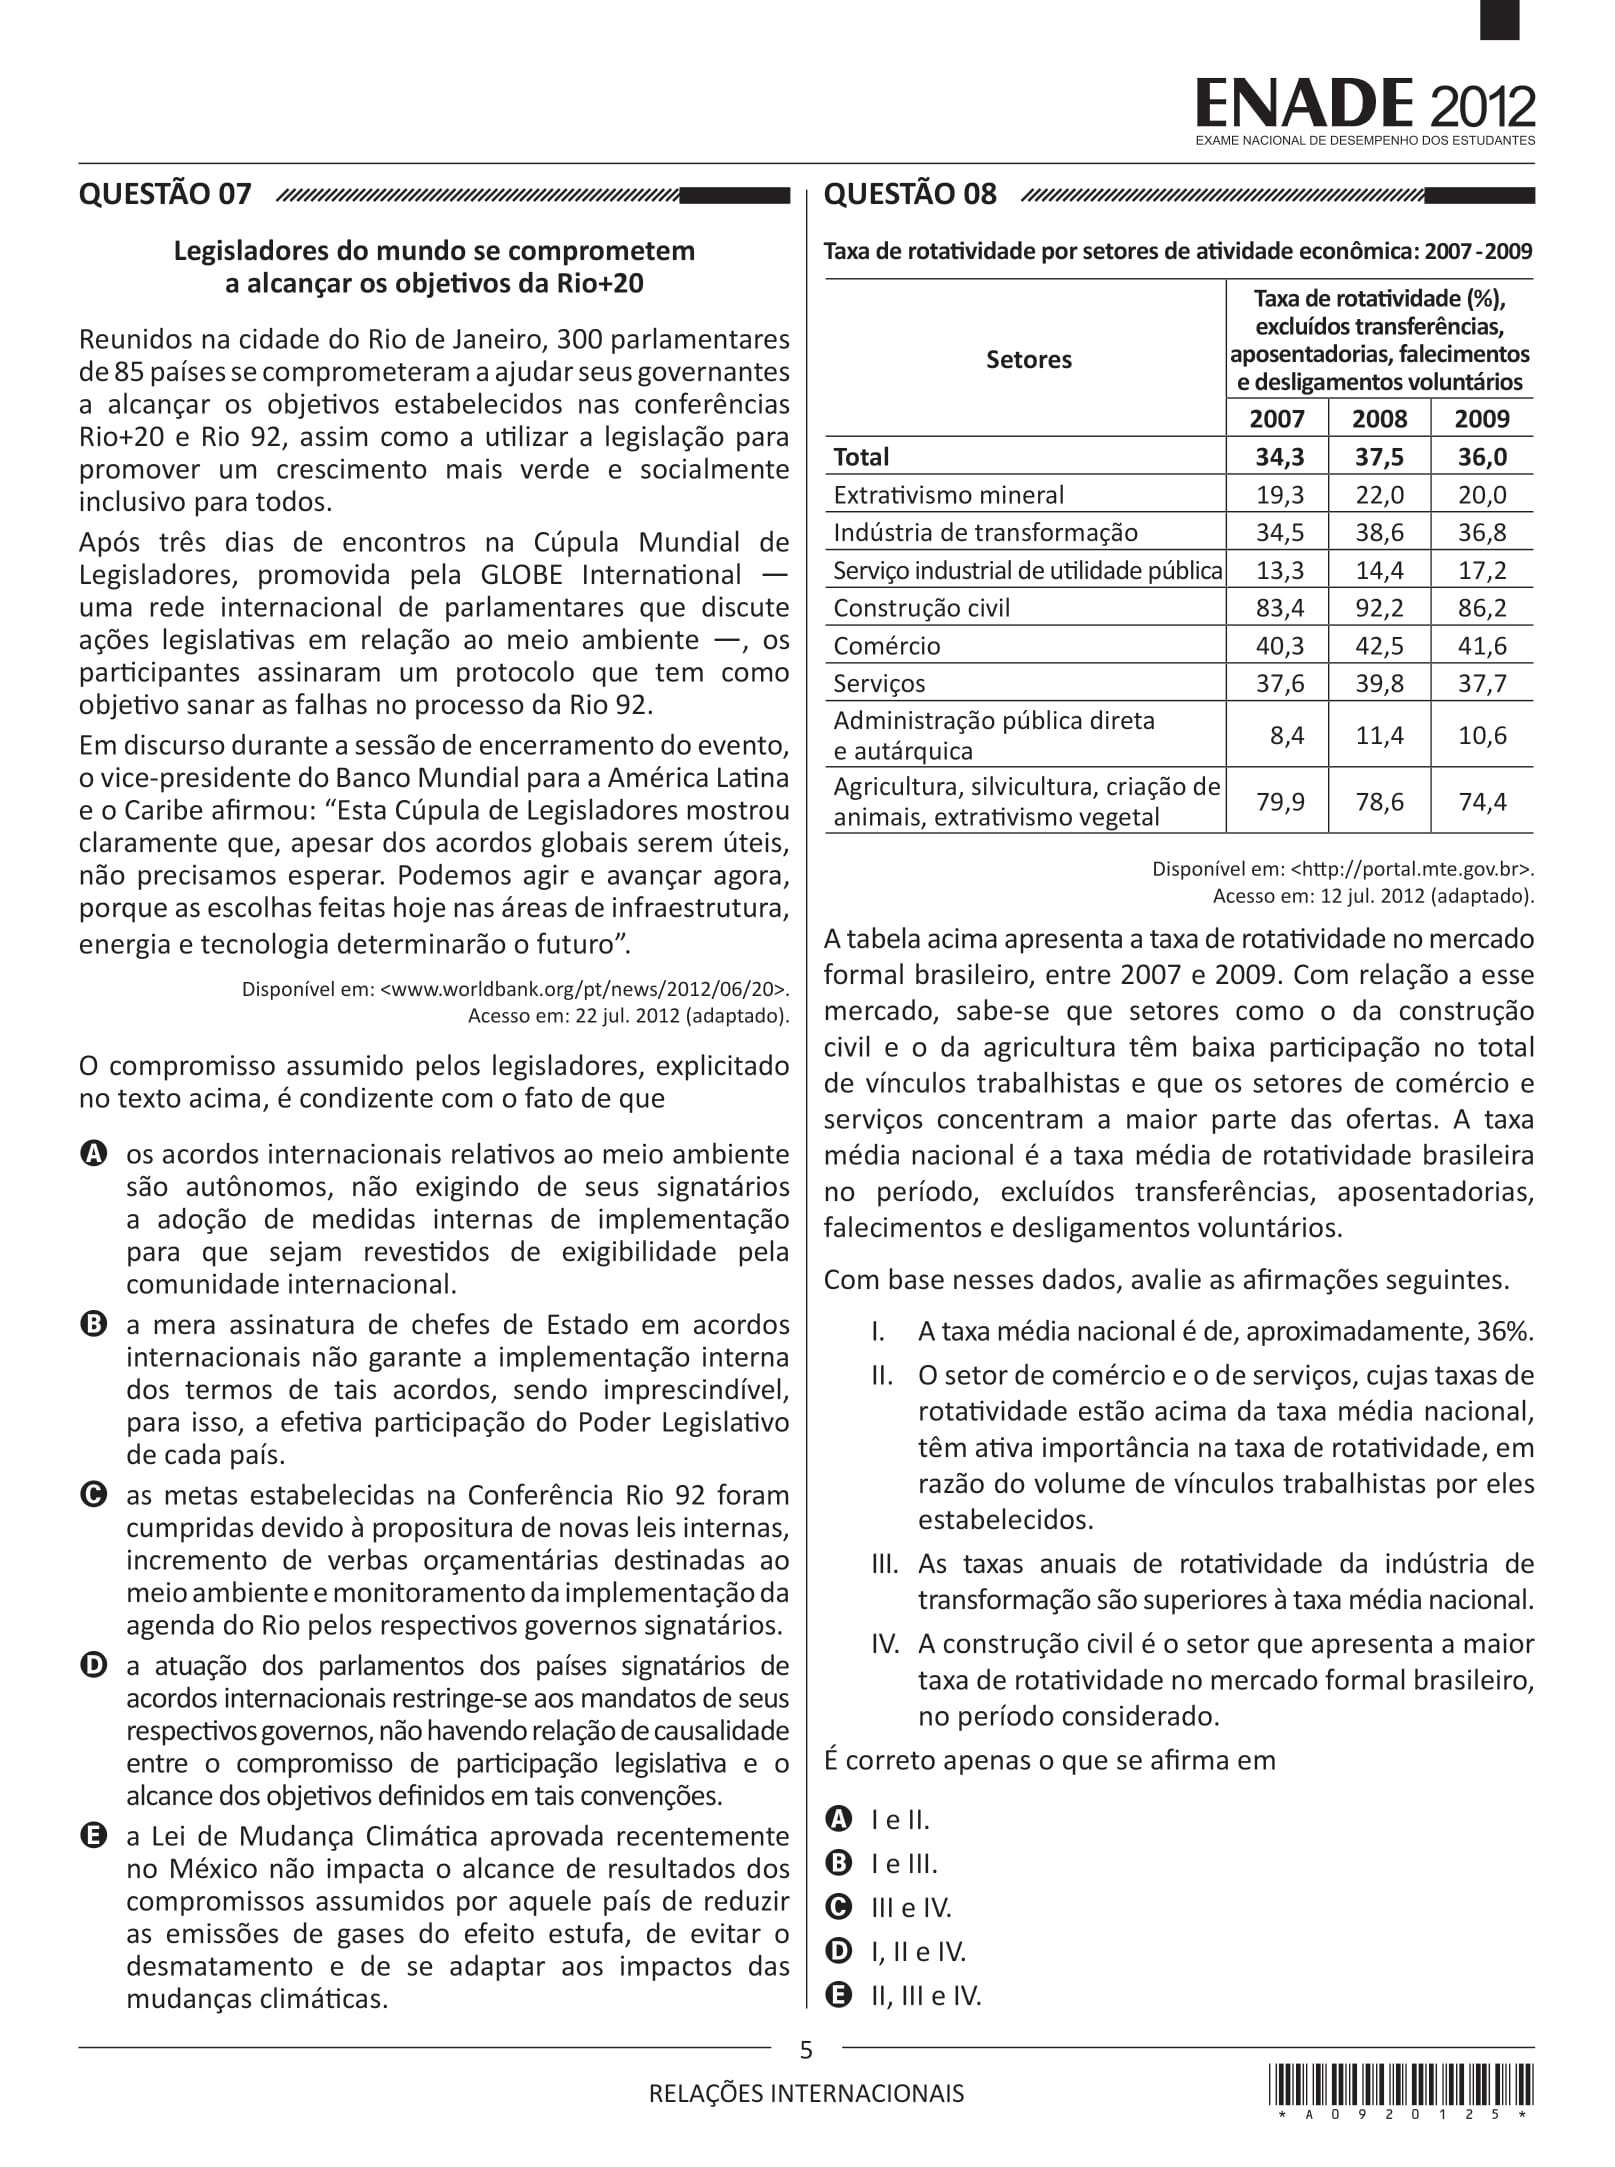 ENADE 2012
EXAME NACIONAL DE DESEMPENHO DOS ESTUDANTES
QUESTÃO 07
Legisladores do mundo se comprometem
a alcançar os objetivos da Rio+20
Reunidos na cidade do Rio de Janeiro, 300 parlamentares
de 85 países se comprometeram a ajudar seus governantes
a alcançar os objetivos estabelecidos nas conferências
Rio+20 e Rio 92, assim como a utilizar a legislação para
promover um crescimento mais verde e socialmente
inclusivo para todos.
Após três dias de encontros na Cúpula Mundial de
Legisladores, promovida pela GLOBE International —
uma rede internacional de parlamentares que discute
ações legislativas em relação ao meio ambiente —, os
participantes assinaram um protocolo que tem como
objetivo sanar as falhas no processo da Rio 92.
Em discurso durante a sessão de encerramento do evento,
o vice-presidente do Banco Mundial para a América Latina
e o Caribe afirmou: “Esta Cúpula de Legisladores mostrou
claramente que, apesar dos acordos globais serem úteis,
não precisamos esperar. Podemos agir e avançar agora,
porque as escolhas feitas hoje nas áreas de infraestrutura,
energia e tecnologia determinarão o futuro”.
Disponível em: <www.worldbank.org/pt/news/2012/06/20>.
Acesso em: 22 jul. 2012 (adaptado).
O compromisso assumido pelos legisladores, explicitado
no texto acima, é condizente com o fato de que
A os acordos internacionais relativos ao meio ambiente
são autônomos, não exigindo de seus signatários
a adoção de medidas internas de implementação
para que sejam revestidos de exigibilidade pela
comunidade internacional.
B a mera assinatura de chefes de Estado em acordos
internacionais não garante a implementação interna
dos termos de tais acordos, sendo imprescindível,
para isso, a efetiva participação do Poder Legislativo
de cada país.
C as metas estabelecidas na Conferência Rio 92 foram
cumpridas devido à propositura de novas leis internas,
incremento de verbas orçamentárias destinadas ao
meio ambiente e monitoramento da implementação da
agenda do Rio pelos respectivos governos signatários.
D a atuação dos parlamentos dos países signatários de
acordos internacionais restringe-se aos mandatos de seus
respectivos governos, não havendo relação de causalidade
entre o compromisso de participação legislativa e o
alcance dos objetivos definidos em tais convenções.
E a Lei de Mudança Climática aprovada recentemente
no México não impacta o alcance de resultados dos
compromissos assumidos por aquele país de reduzir
as emissões de gases do efeito estufa, de evitar o
desmatamento e de se adaptar aos impactos das
mudanças climáticas.
QUESTÃO 08
Taxa de rotatividade por setores de atividade econômica: 2007 - 2009
Setores
Taxa de rotatividade (%),
excluídos transferências,
aposentadorias, falecimentos
e desligamentos voluntários
2007 2008 2009
Total 34,3 37,5 36,0
Extrativismo mineral 19,3 22,0 20,0
Indústria de transformação 34,5 38,6 36,8
Serviço industrial de utilidade pública 13,3 14,4 17,2
Construção civil 83,4 92,2 86,2
Comércio 40,3 42,5 41,6
Serviços 37,6 39,8 37,7
Administração pública direta
e autárquica 8,4 11,4 10,6
Agricultura, silvicultura, criação de
animais, extrativismo vegetal 79,9 78,6 74,4
Disponível em: <http://portal.mte.gov.br>.
Acesso em: 12 jul. 2012 (adaptado).
A tabela acima apresenta a taxa de rotatividade no mercado
formal brasileiro, entre 2007 e 2009. Com relação a esse
mercado, sabe-se que setores como o da construção
civil e o da agricultura têm baixa participação no total
de vínculos trabalhistas e que os setores de comércio e
serviços concentram a maior parte das ofertas. A taxa
média nacional é a taxa média de rotatividade brasileira
no período, excluídos transferências, aposentadorias,
falecimentos e desligamentos voluntários.
Com base nesses dados, avalie as afirmações seguintes.
I. A taxa média nacional é de, aproximadamente, 36%.
II. O setor de comércio e o de serviços, cujas taxas de
rotatividade estão acima da taxa média nacional,
têm ativa importância na taxa de rotatividade, em
razão do volume de vínculos trabalhistas por eles
estabelecidos.
III. As taxas anuais de rotatividade da indústria de
transformação são superiores à taxa média nacional.
IV. A construção civil é o setor que apresenta a maior
taxa de rotatividade no mercado formal brasileiro,
no período considerado.
É correto apenas o que se afirma em
A I e II.
B I e III.
C III e IV.
D I, II e IV.
E II, III e IV.
5
RELAÇÕES INTERNACIONAIS
* A 0 9 2 0 1 2 5 *